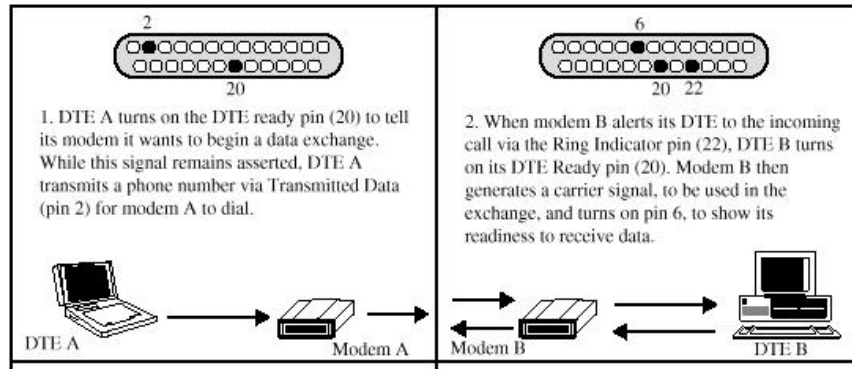 2
20
1. DTE A turns on the DTE ready pin (20) to tell
its modem it wants to begin a data exchange.
While this signal remains asserted, DTE A
transmits a phone number via Transmitted Data
(pin 2) for modem A to dial.
DTE A
Modem A
6
20 22
2. When modem B alerts its DTE to the incoming
call via the Ring Indicator pin (22), DTE B turns
on its DTE Ready pin (20). Modem B then
generates a carrier signal, to be used in the
exchange, and turns on pin 6, to show its
readiness to receive data.
Modem B
DTE B